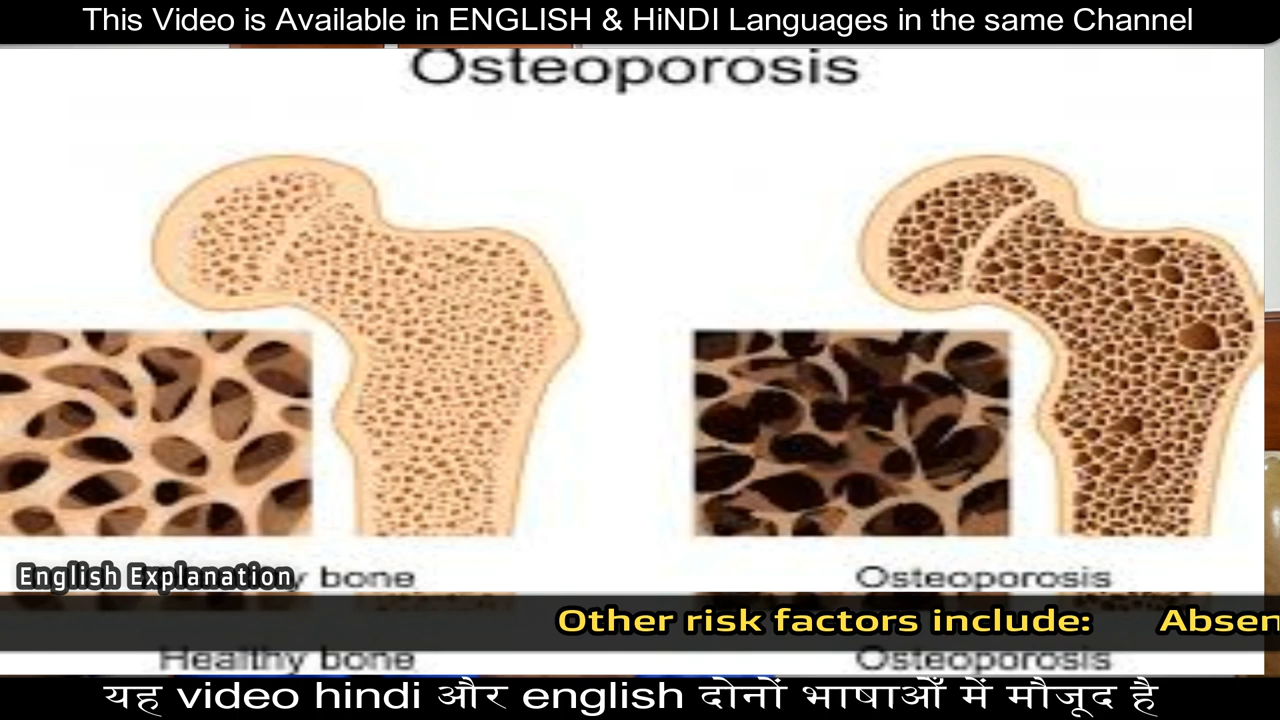 This Video is Available in ENGLISH & HiNDI Languages in the same Channel
Osteoporosis
English Explanation
bone
Osteoporosis
Other risk factors include:
Healthy bone
Osteoporosis
यह video hindi और english दोनों भाषाओँ में मौजूद है